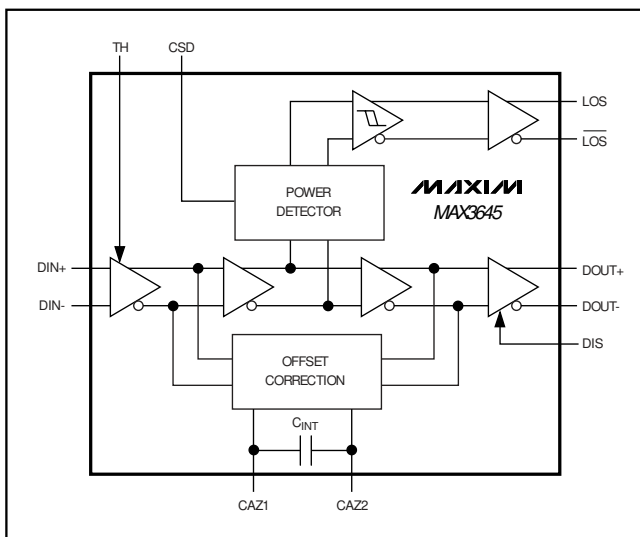 TH CSD
LOS
LOS
POWER
DETECTOR
MAXIM
MAX3645
DIN+
DIN-
DOUT+
DOUT-
DIS
OFFSET
CORRECTION
CINT
CAZ1 CAZ2